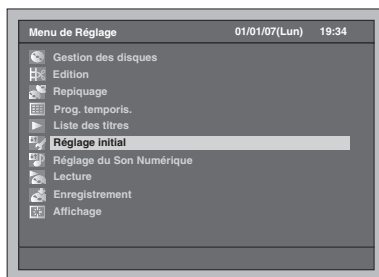 Menu de Réglage 01/01/07(Lun) 19:34
Gestion des disques
Edition
Repiquage
Prog. temporis.
Liste des titres
Réglage initial
Réglage du Son Numérique
Lecture
Enregistrement
Affichage